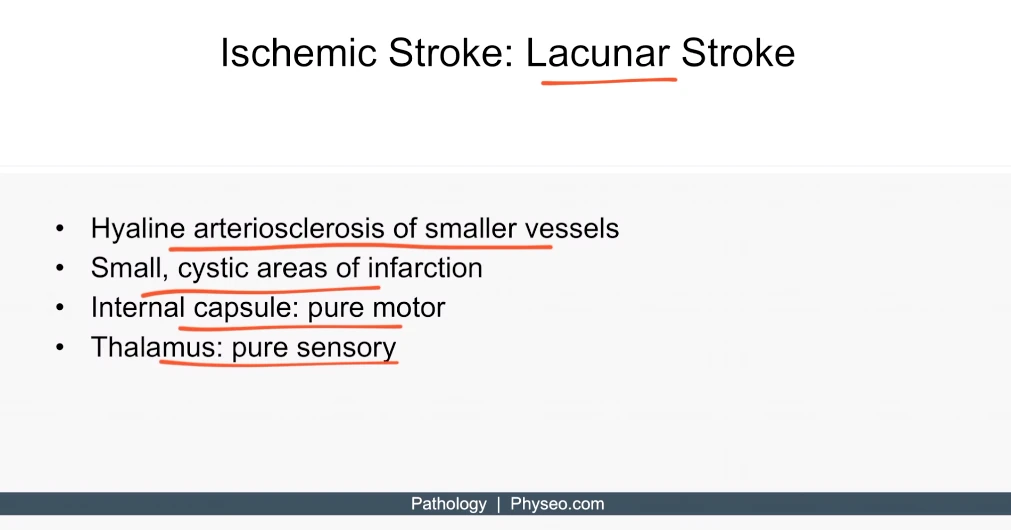 Ischemic Stroke: Lacunar Stroke
• Hyaline arteriosclerosis of smaller vessels
• Small, cystic areas of infarction
• Internal capsule: pure motor
• Thalamus: pure sensory
Pathology | Physeo.com